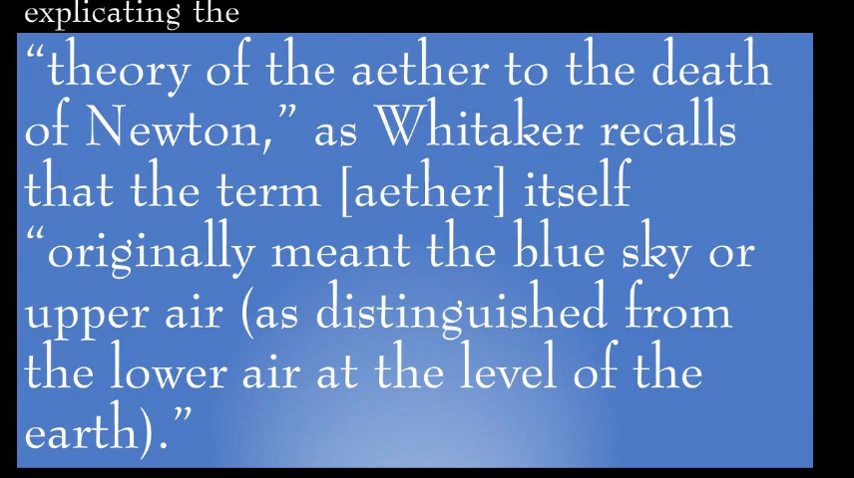 explicating the
“theory of the aether to the death
of Newton,” as Whitaker recalls
that the term [aether] itself
“originally meant the blue sky or
upper air (as distinguished from
the lower air at the level of the
earth).”